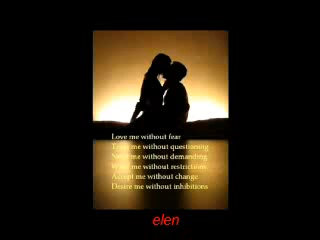 Love me without fear
Trust me without questioning
Need me without demanding
Want me without restrictions
Accept me without change
Desire me without inhibitions
elen